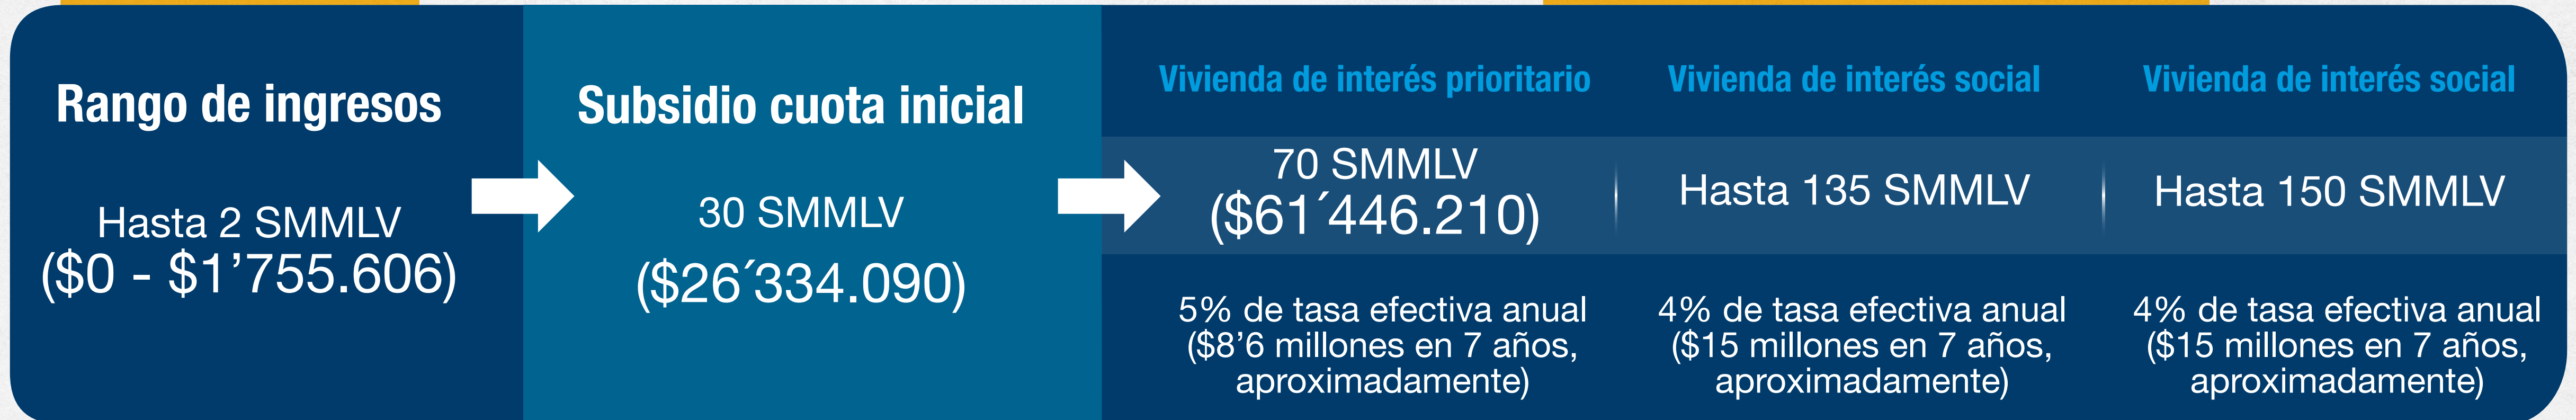 Rango de ingresos
Hasta 2 SMMLV
($0 - $1’755.606)
Subsidio cuota inicial
30 SMMLV
($26´334.090)
Vivienda de interés prioritario
70 SMMLV
($61´446.210)
5% de tasa efectiva anual
($8’6 millones en 7 años,
aproximadamente)
Vivienda de interés social
Hasta 135 SMMLV
4% de tasa efectiva anual
($15 millones en 7 años,
aproximadamente)
Vivienda de interés social
Hasta 150 SMMLV
4% de tasa efectiva anual
($15 millones en 7 años,
aproximadamente)